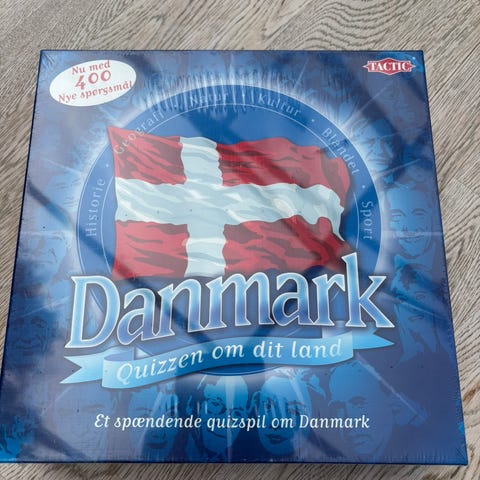 Nu med
400
Nye spørgsmål
TACTIC
Historie • Geografi • Natur • Kultur • Blandet • Sport
Danmark
Quizzen om dit land
Et spændende quizspil om Danmark